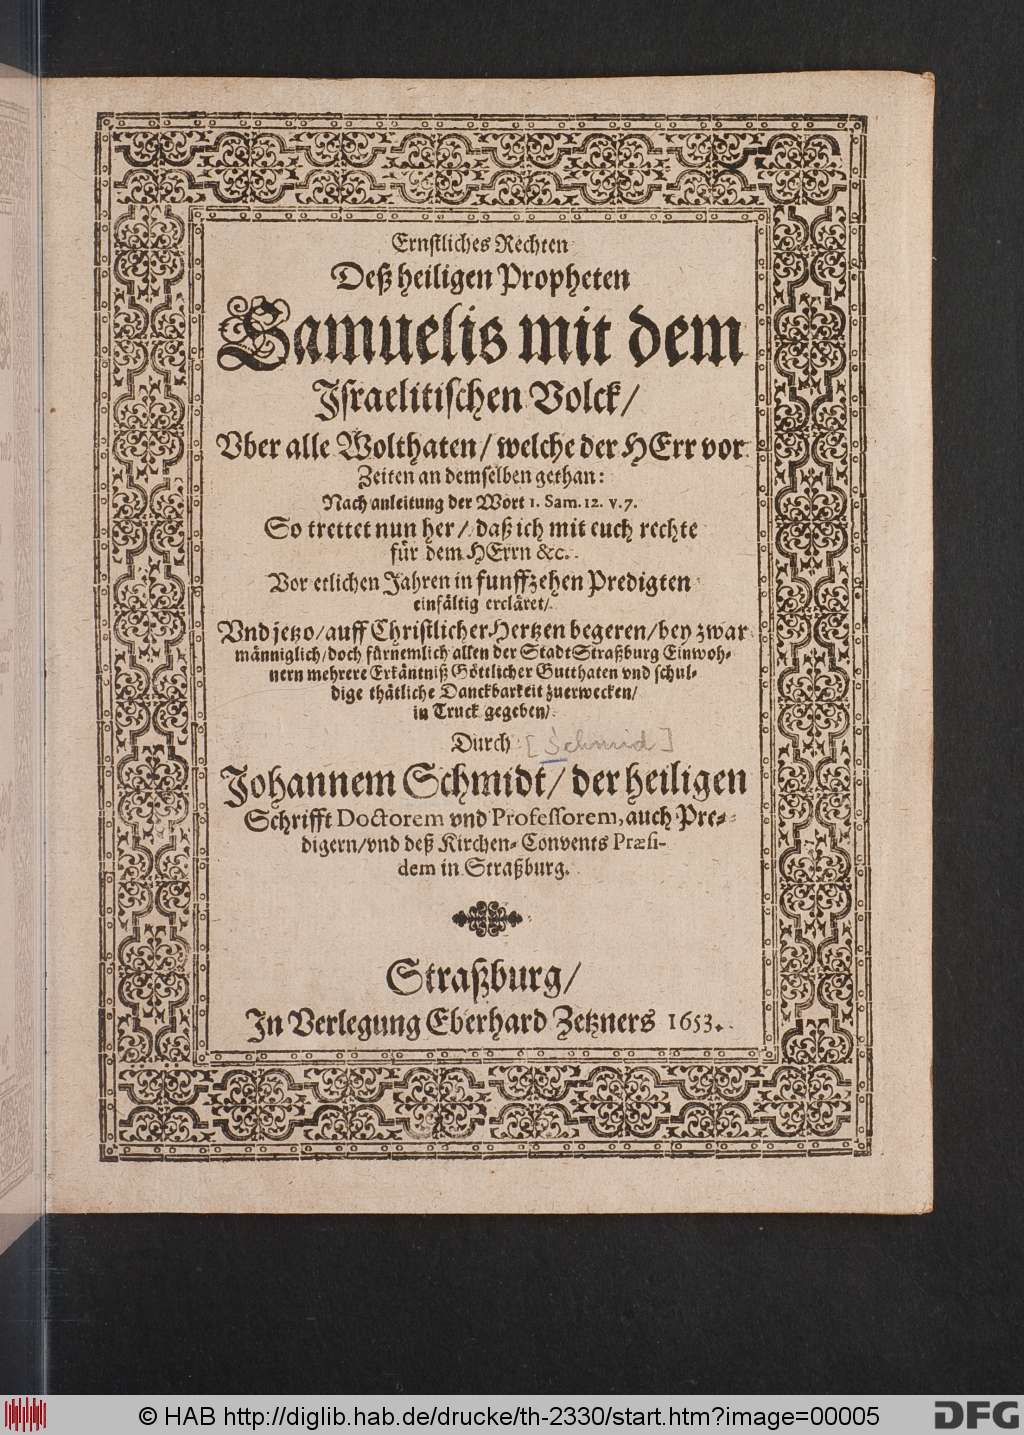 Ernstliches Rechten
Deß heiligen Propheten
Samuelis mit dem
Israelitischen Volck/
Vber alle Wolthaten/ welche der HErr vor
Zeiten an demselben gethan:
Nach anleitung der Wort 1. Sam. 12. v. 7.
So trettet nun her/ daß ich mit euch rechte
für dem HErrn &c.
Vor etlichen Jahren in funffzehen Predigten
einfältig ercläret/
Vnd jetzo/ auff Christlicher Hertzen begeren/ bey zwar
männiglich/ doch fürnemlich allen der Stadt Straßburg Einwoh-
nern mehrere Erkäntniß Göttlicher Gutthaten vnd schul-
dige thätliche Danckbarkeit zuerwecken/
in Truck gegeben/
Durch [Schmid]
Johannem Schmidt/ der heiligen
Schrifft Doctorem vnd Professorem, auch Pre-
digern/ vnd deß Kirchen-Convents Præsi-
dem in Straßburg.
Straßburg/
In Verlegung Eberhard Zetzners 1653.
© HAB http://diglib.hab.de/drucke/th-2330/start.htm?image=00005
DFG